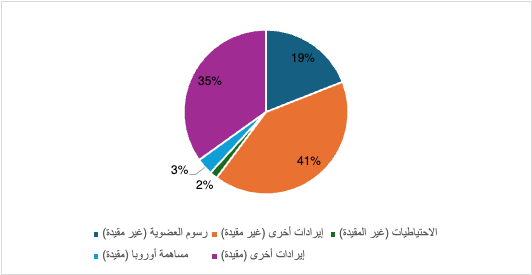 19%
41%
2%
3%
35%
رسوم العضوية (غير مقيدة) إيرادات أخرى (غير مقيدة) الاحتياطيات (غير المقيدة)
مساهمة أوروبا (مقيدة) إيرادات أخرى (مقيدة)